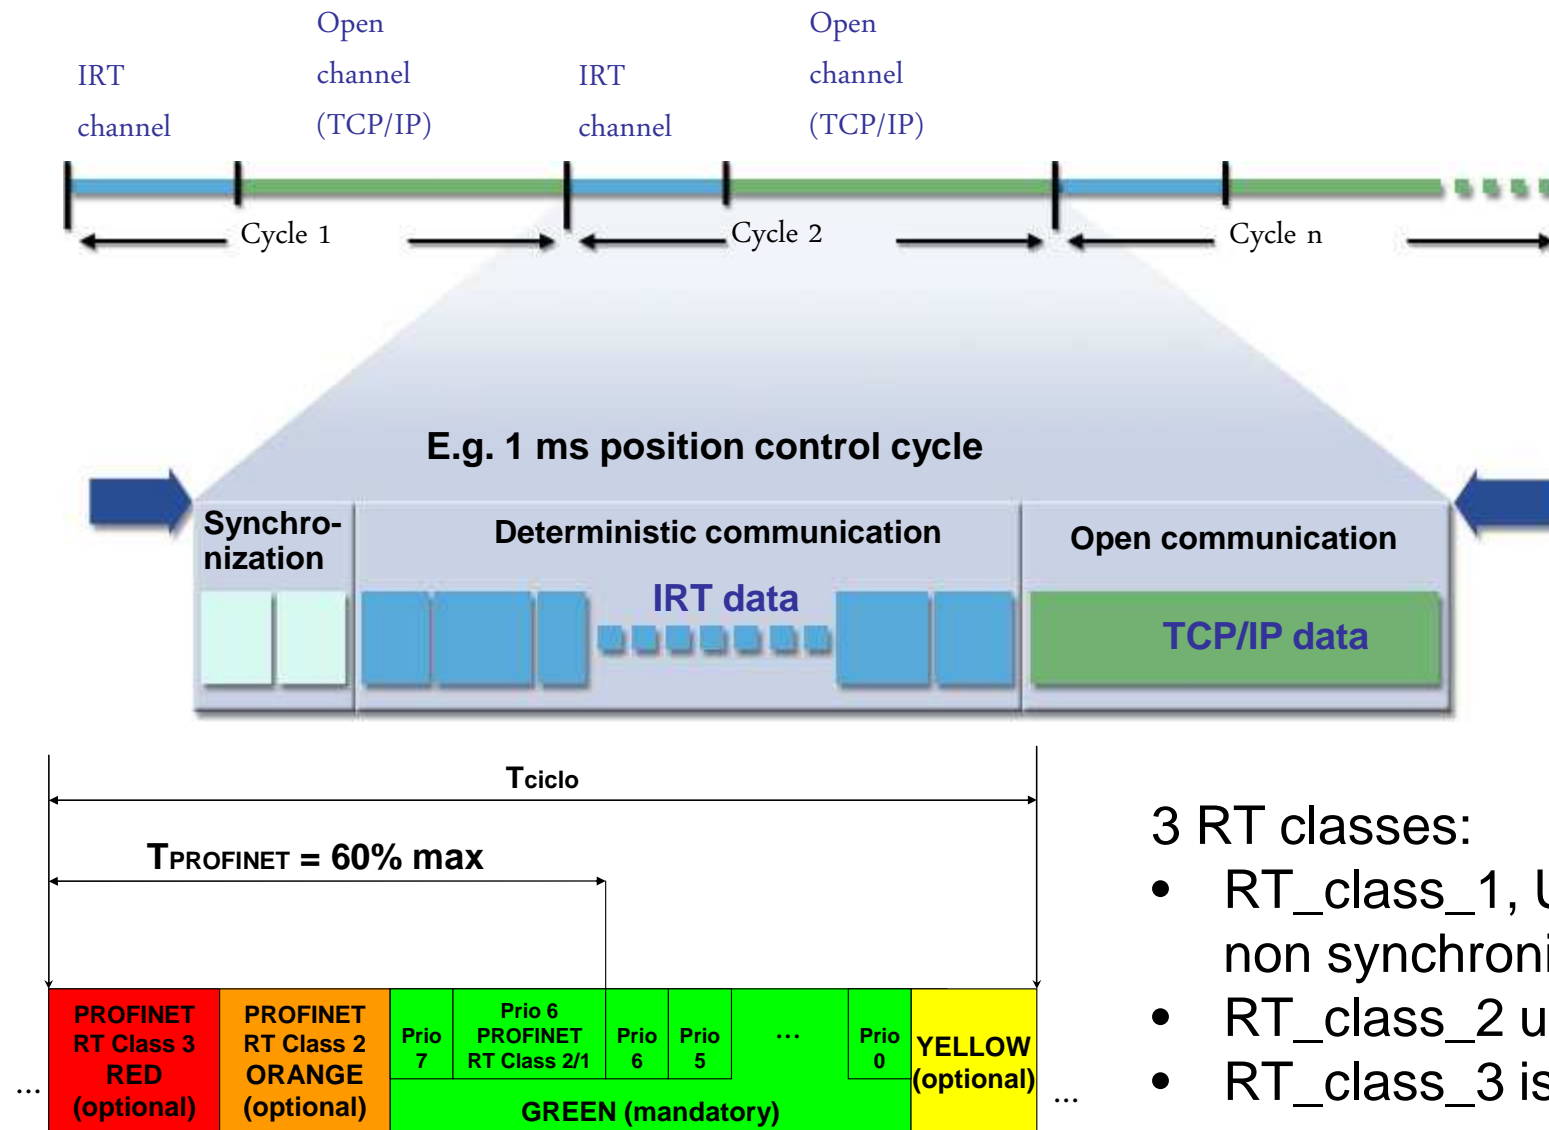 IRT
channel
Open
channel
(TCP/IP)
IRT
channel
Open
channel
(TCP/IP)
Cycle 1
Cycle 2
Cycle n
E.g. 1 ms position control cycle
Synchro-
nization
Deterministic communication
Open communication
IRT data
TCP/IP data
Tciclo
TPROFINET = 60% max
...
PROFINET
RT Class 3
RED
(optional)
PROFINET
RT Class 2
ORANGE
(optional)
Prio
7
Prio 6
PROFINET
RT Class 2/1
Prio
6
Prio
5
...
Prio
0
GREEN (mandatory)
YELLOW
(optional)
...
3 RT classes:
• RT_class_1,
non
• RT_class_2
• RT_class_3